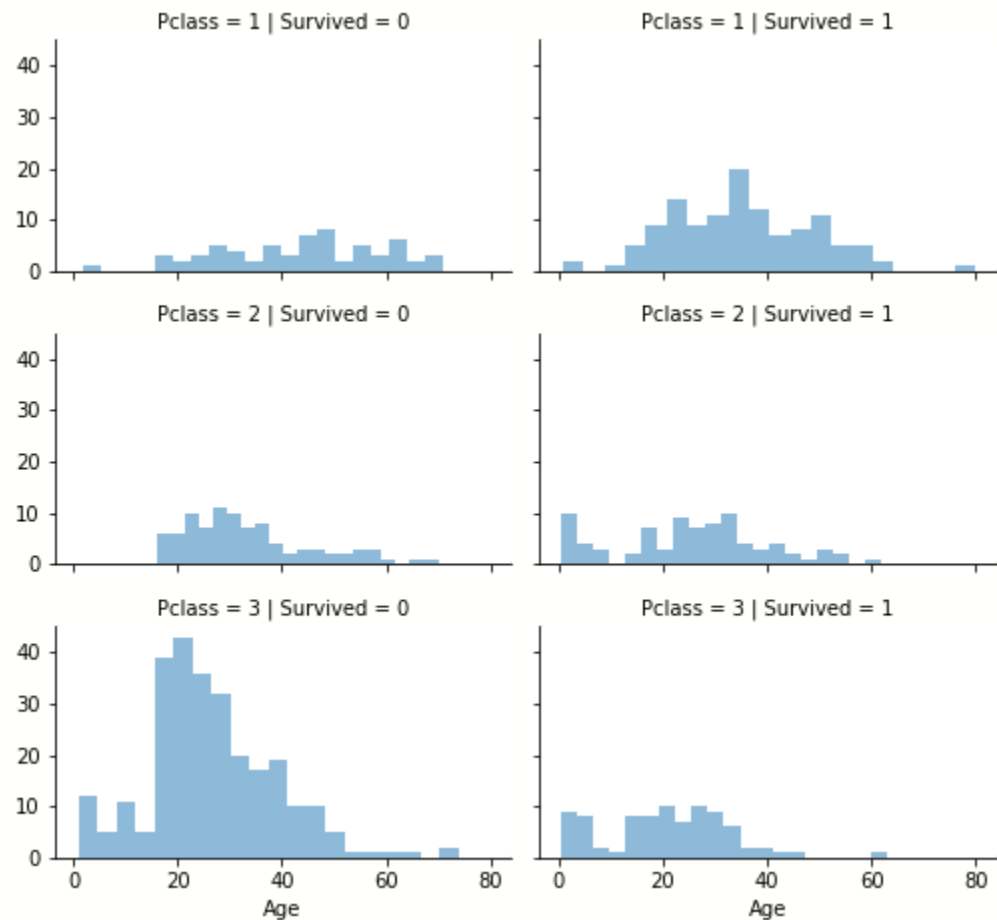 Pclass = 1 | Survived = 0
Pclass = 1 | Survived = 1
40
30
20
10
0
Pclass = 2 | Survived = 0
Pclass = 2 | Survived = 1
40
30
20
10
0
Pclass = 3 | Survived = 0
Pclass = 3 | Survived = 1
40
30
20
10
0
0 20 40 60 80
0 20 40 60 80
Age
Age